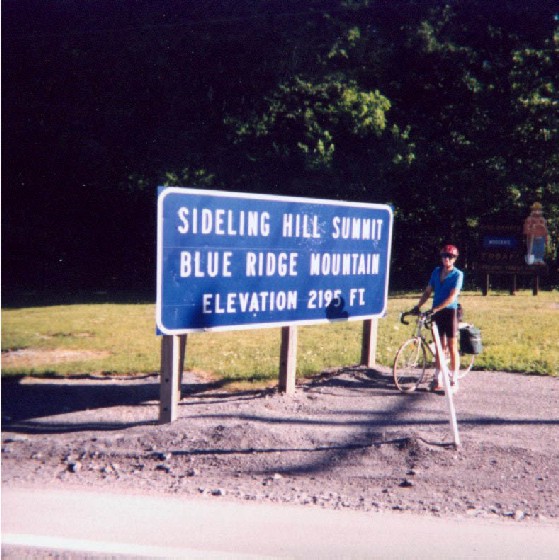 SIDELING HILL SUMMIT
BLUE RIDGE MOUNTAIN
ELEVATION 2195 FT.